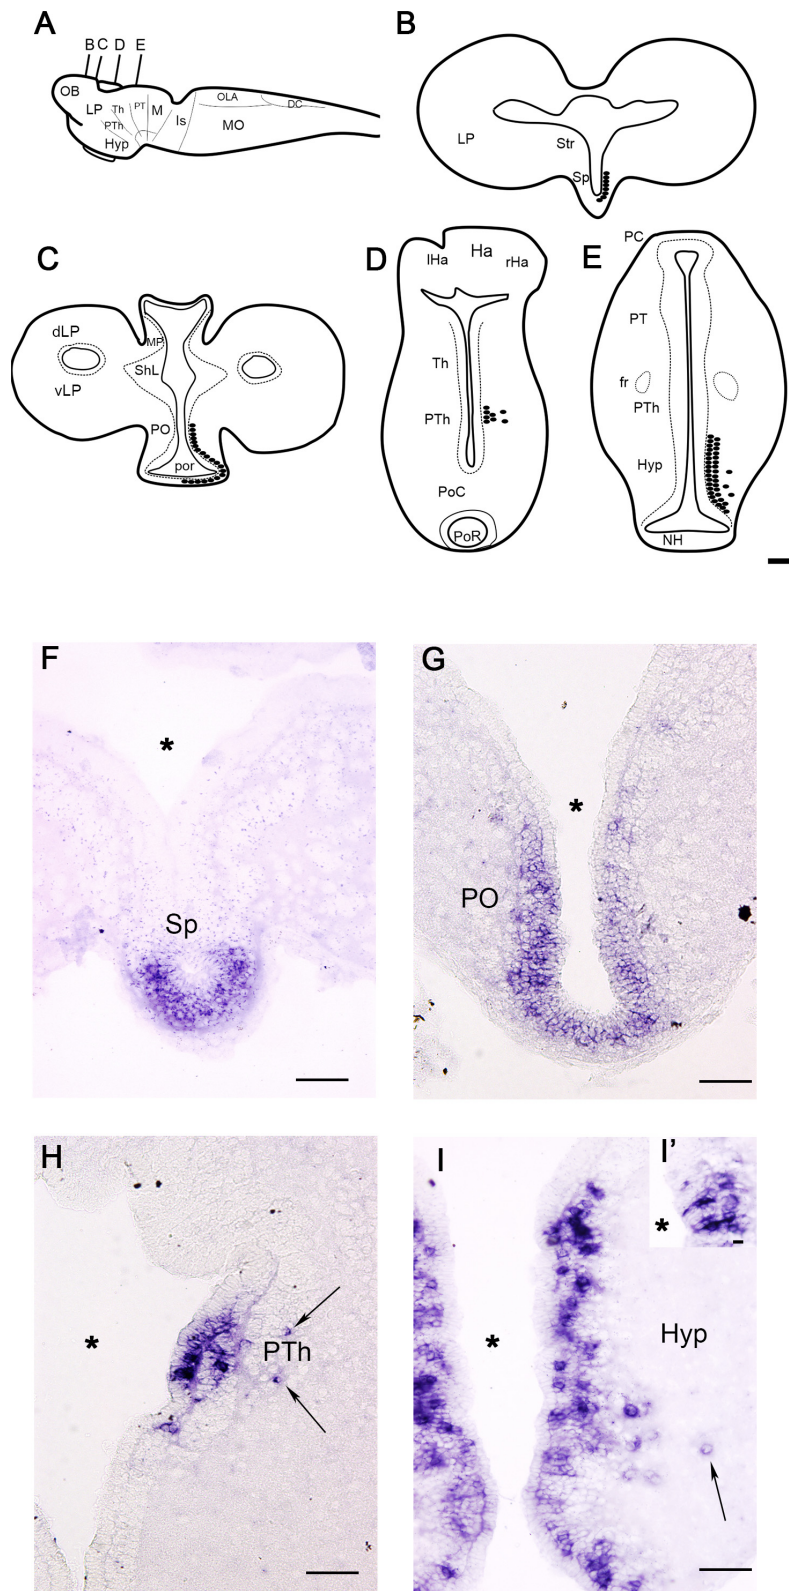 A
B C D E
OB
LP
Th
PT
M
Is
OLA
DC
PTh
Hyp
MO
B
LP
Str
Sp
C
dLP
MP
ShL
vLP
PO
por
D
lHa
Ha
rHa
Th
PTh
PoC
PoR
E
PC
PT
fr
PTh
Hyp
NH
F
*
Sp
G
*
PO
H
*
PTh
I
I’
*
*
Hyp